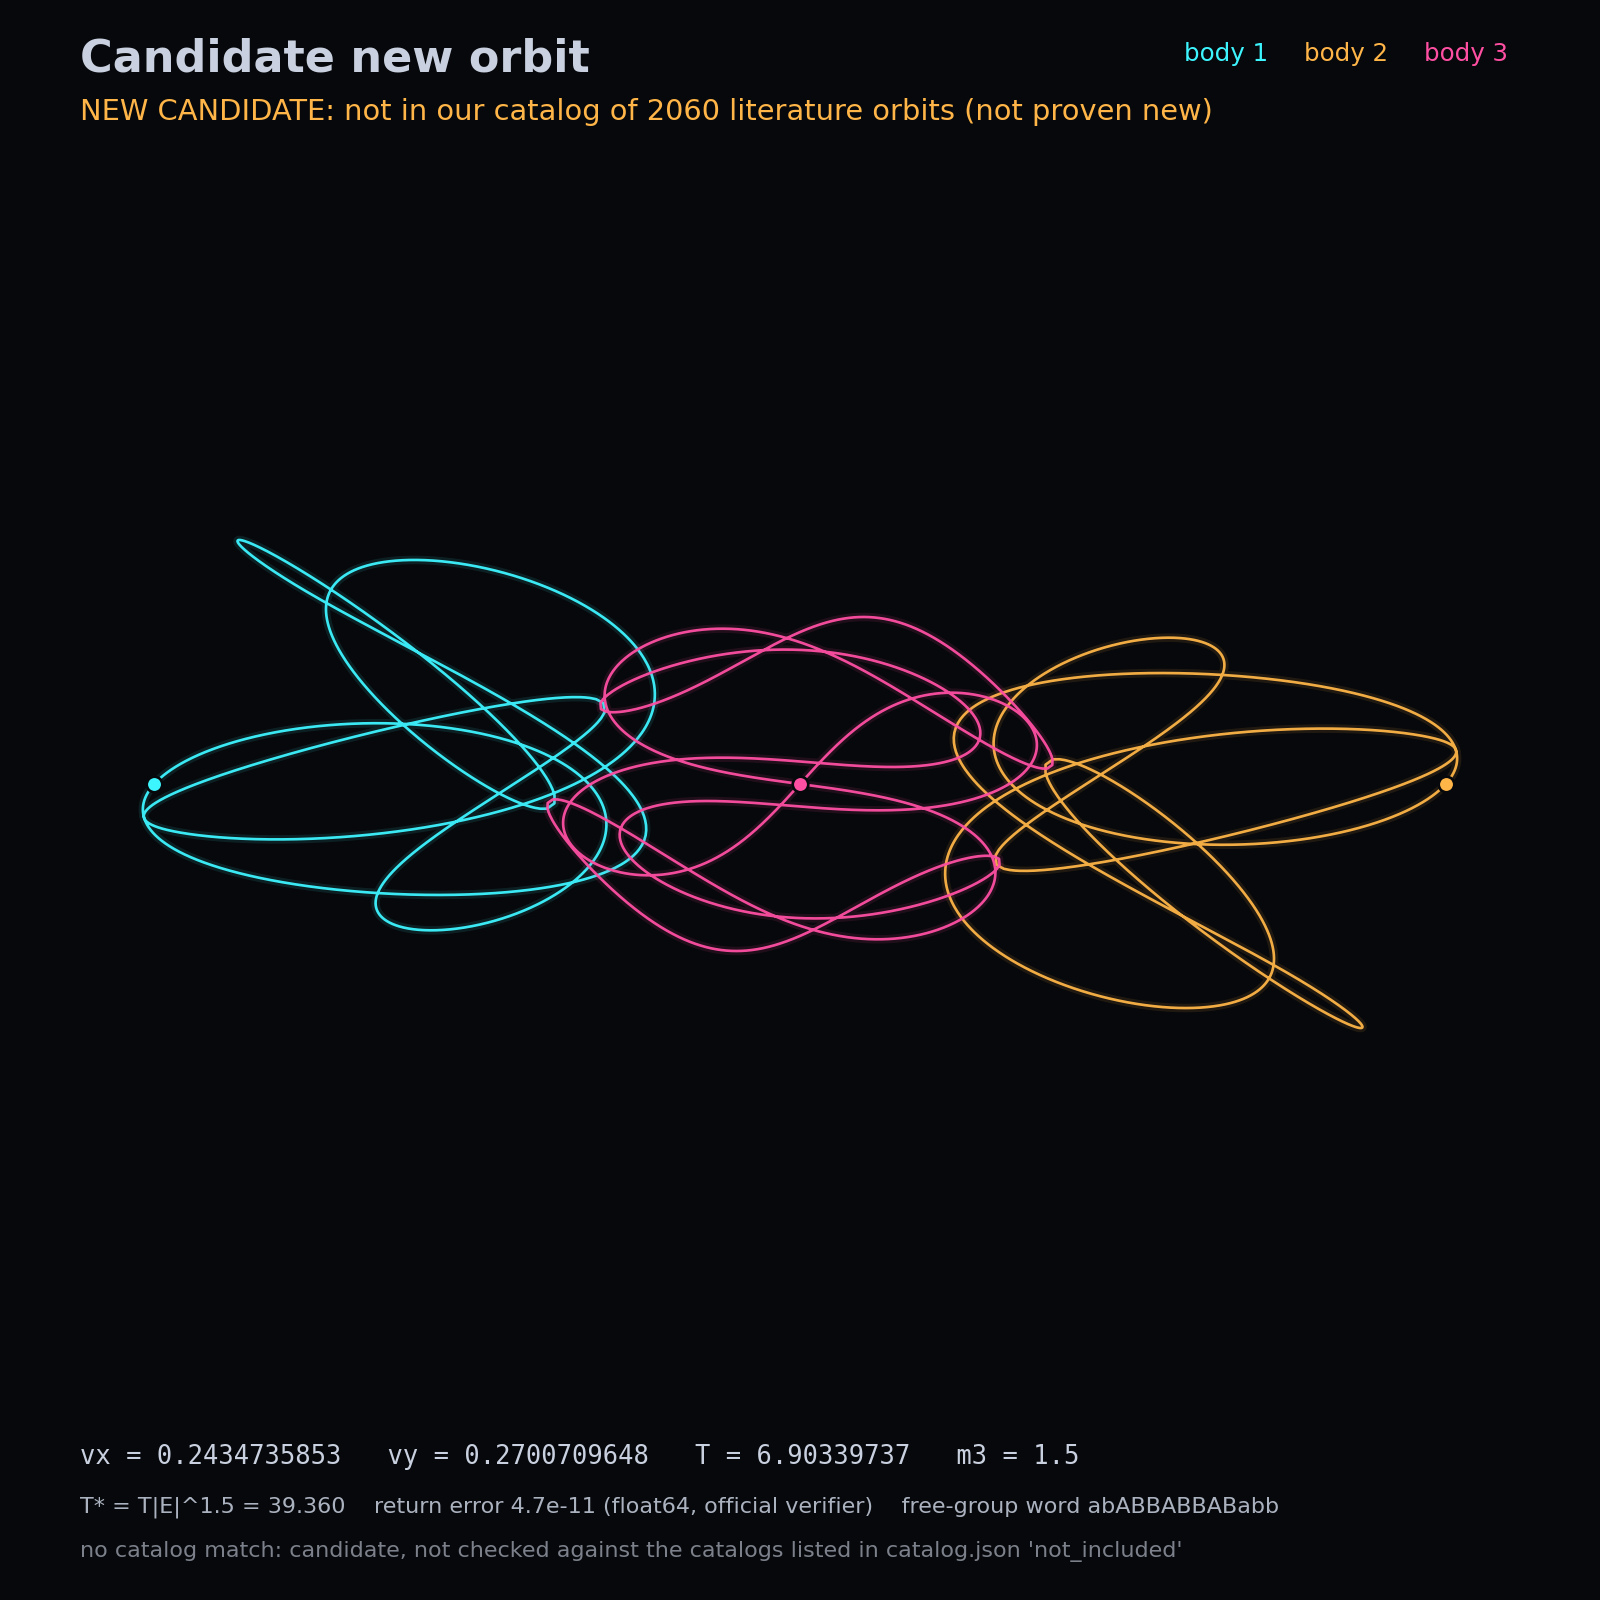 Candidate new orbit
body 1 body 2 body 3
NEW CANDIDATE: not in our catalog of 2060 literature orbits (not proven new)
vx = 0.2434735853 vy = 0.2700709648 T = 6.90339737 m3 = 1.5
T* = T|E|^1.5 = 39.360 return error 4.7e-11 (float64, official verifier) free-group word abABBABBABabb
no catalog match: candidate, not checked against the catalogs listed in catalog.json 'not_included'